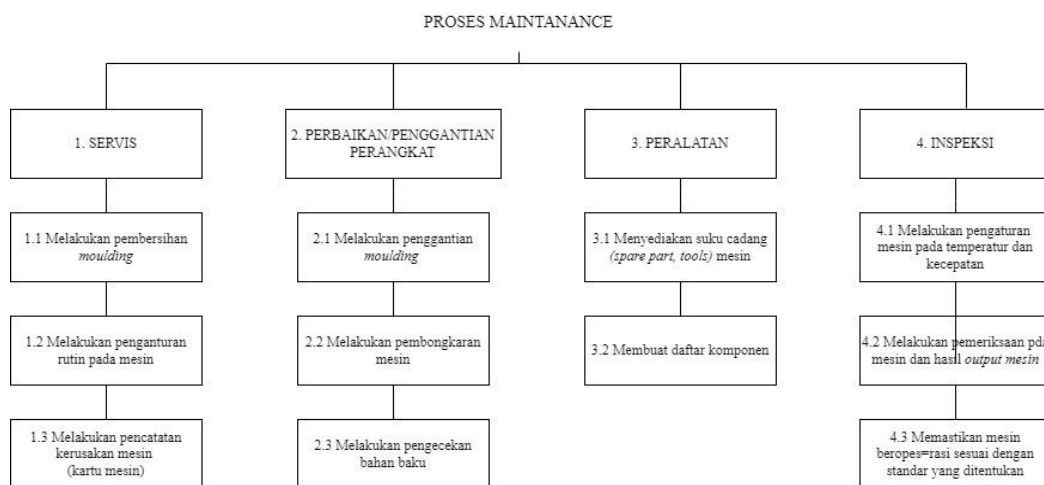 PROSES MAINTANANCE
1. SERVIS
2. PERBAIKAN/PENGGANTIAN
PERANGKAT
3. PERALATAN
4. INSPEKSI
1.1 Melakukan pembersihan
moulding
2.1 Melakukan penggantian
moulding
3.1 Menyediakan suku cadang
(spare part, tools) mesin
4.1 Melakukan pengaturan
mesin pada temperatur dan
kecepatan
1.2 Melakukan penganturan
rutin pada mesin
2.2 Melakukan pembongkaran
mesin
3.2 Membuat daftar komponen
4.2 Melakukan pemeriksaan pda
mesin dan hasil output mesin
1.3 Melakukan pencatatan
kerusakan mesin
(kartu mesin)
2.3 Melakukan pengecekan
bahan baku
4.3 Memastikan mesin
beropes=rasi sesuai dengan
standar yang ditentukan